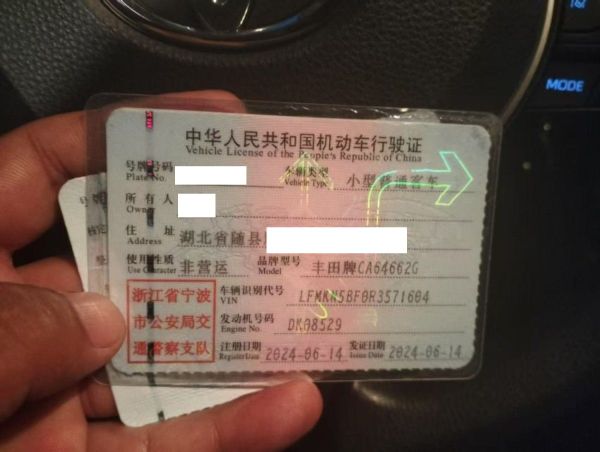 MODE
中华人民共和国机动车行驶证
Vehicle License of the People's Republic of China
号牌号码 Plate No. 车辆类型 Vehicle Type 小型普通客车
所有人 Owner
住址 Address 湖北省随县
使用性质 Use Character 非营运 品牌型号 Model 丰田牌CA64662G
浙江省宁波
市公安局交
通警察支队
车辆识别代号 VIN LFMKN5BF0R3571604
发动机号码 Engine No. DK08529
注册日期 Register Date 2024-06-14 发证日期 Issue Date 2024-06-14